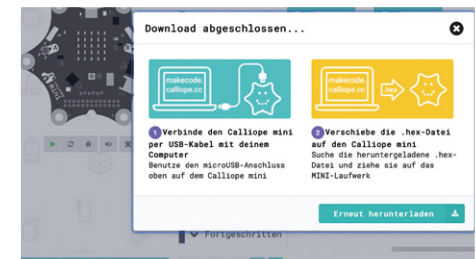 Download abgeschlossen...
makecode.
calliope.cc
makecode.
calliope.cc
.hex
1 Verbinde den Calliope mini
per USB-Kabel mit deinem
Computer
Benutze den microUSB-Anschluss
oben auf dem Calliope mini
2 Verschiebe die .hex-Datei
auf den Calliope mini
Suche die heruntergeladene .hex-
Datei und ziehe sie auf das
MINI-Laufwerk
Erneut herunterladen
Fortgeschritten